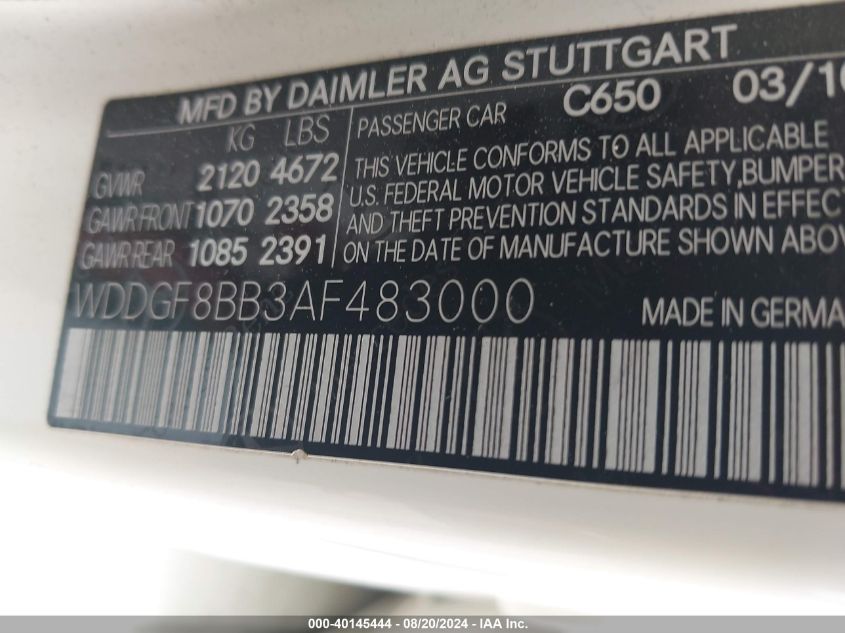 MFD BY DAIMLER AG STUTTGART
KG LBS
GVWR 2120 4672
GAWR FRONT 1070 2358
GAWR REAR 1085 2391
PASSENGER CAR C650 03/10
THIS VEHICLE CONFORMS TO ALL APPLICABLE
U.S. FEDERAL MOTOR VEHICLE SAFETY,BUMPER
AND THEFT PREVENTION STANDARDS IN EFFECT
ON THE DATE OF MANUFACTURE SHOWN ABOV
WDDGF8BB3AF483000 MADE IN GERMA
000-40145444 / 08/20/2024 - IAA Inc.